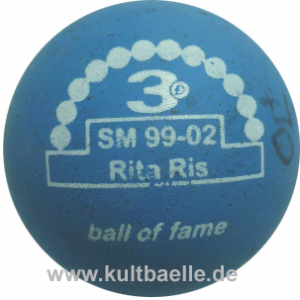 3D
SM 99-02
Rita Ris
ball of fame
www.kultbaelle.de